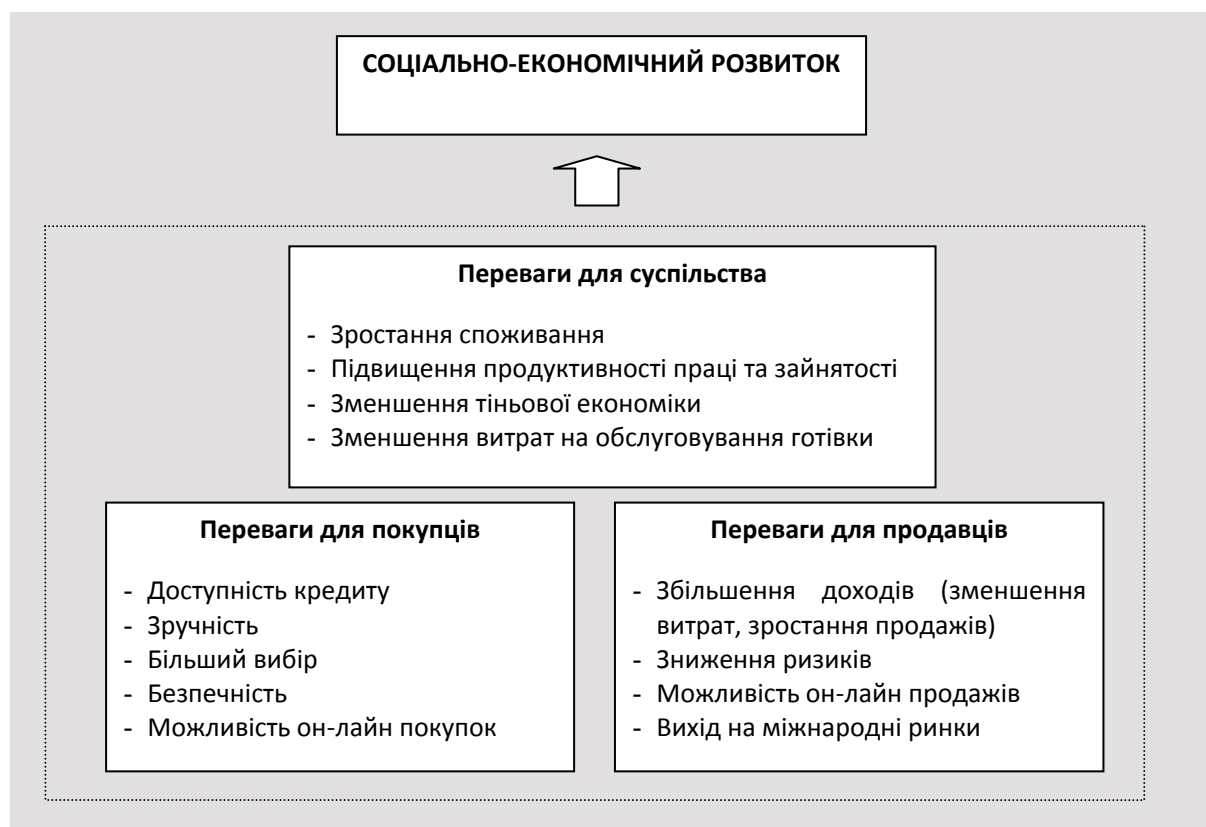 СОЦІАЛЬНО-ЕКОНОМІЧНИЙ РОЗВИТОК
Переваги для суспільства
- Зростання споживання
- Підвищення продуктивності праці та зайнятості
- Зменшення тіньової економіки
- Зменшення витрат на обслуговування готівки
Переваги для покупців
- Доступність кредиту
- Зручність
- Більший вибір
- Безпечність
- Можливість он-лайн покупок
Переваги для продавців
- Збільшення доходів (зменшення
витрат, зростання продажів)
- Зниження ризиків
- Можливість он-лайн продажів
- Вихід на міжнародні ринки